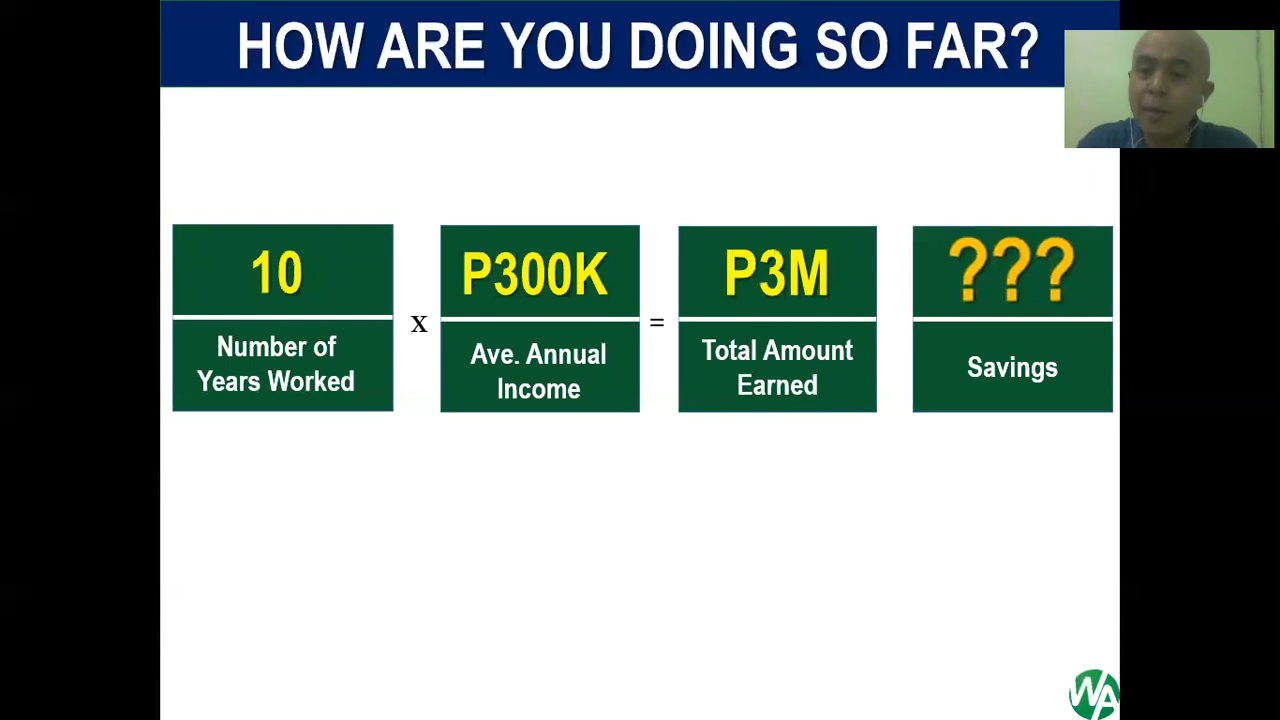 HOW ARE YOU DOING SO FAR?
10
Number of
Years Worked
x
P300K
Ave. Annual
Income
=
P3M
Total Amount
Earned
???
Savings
WA